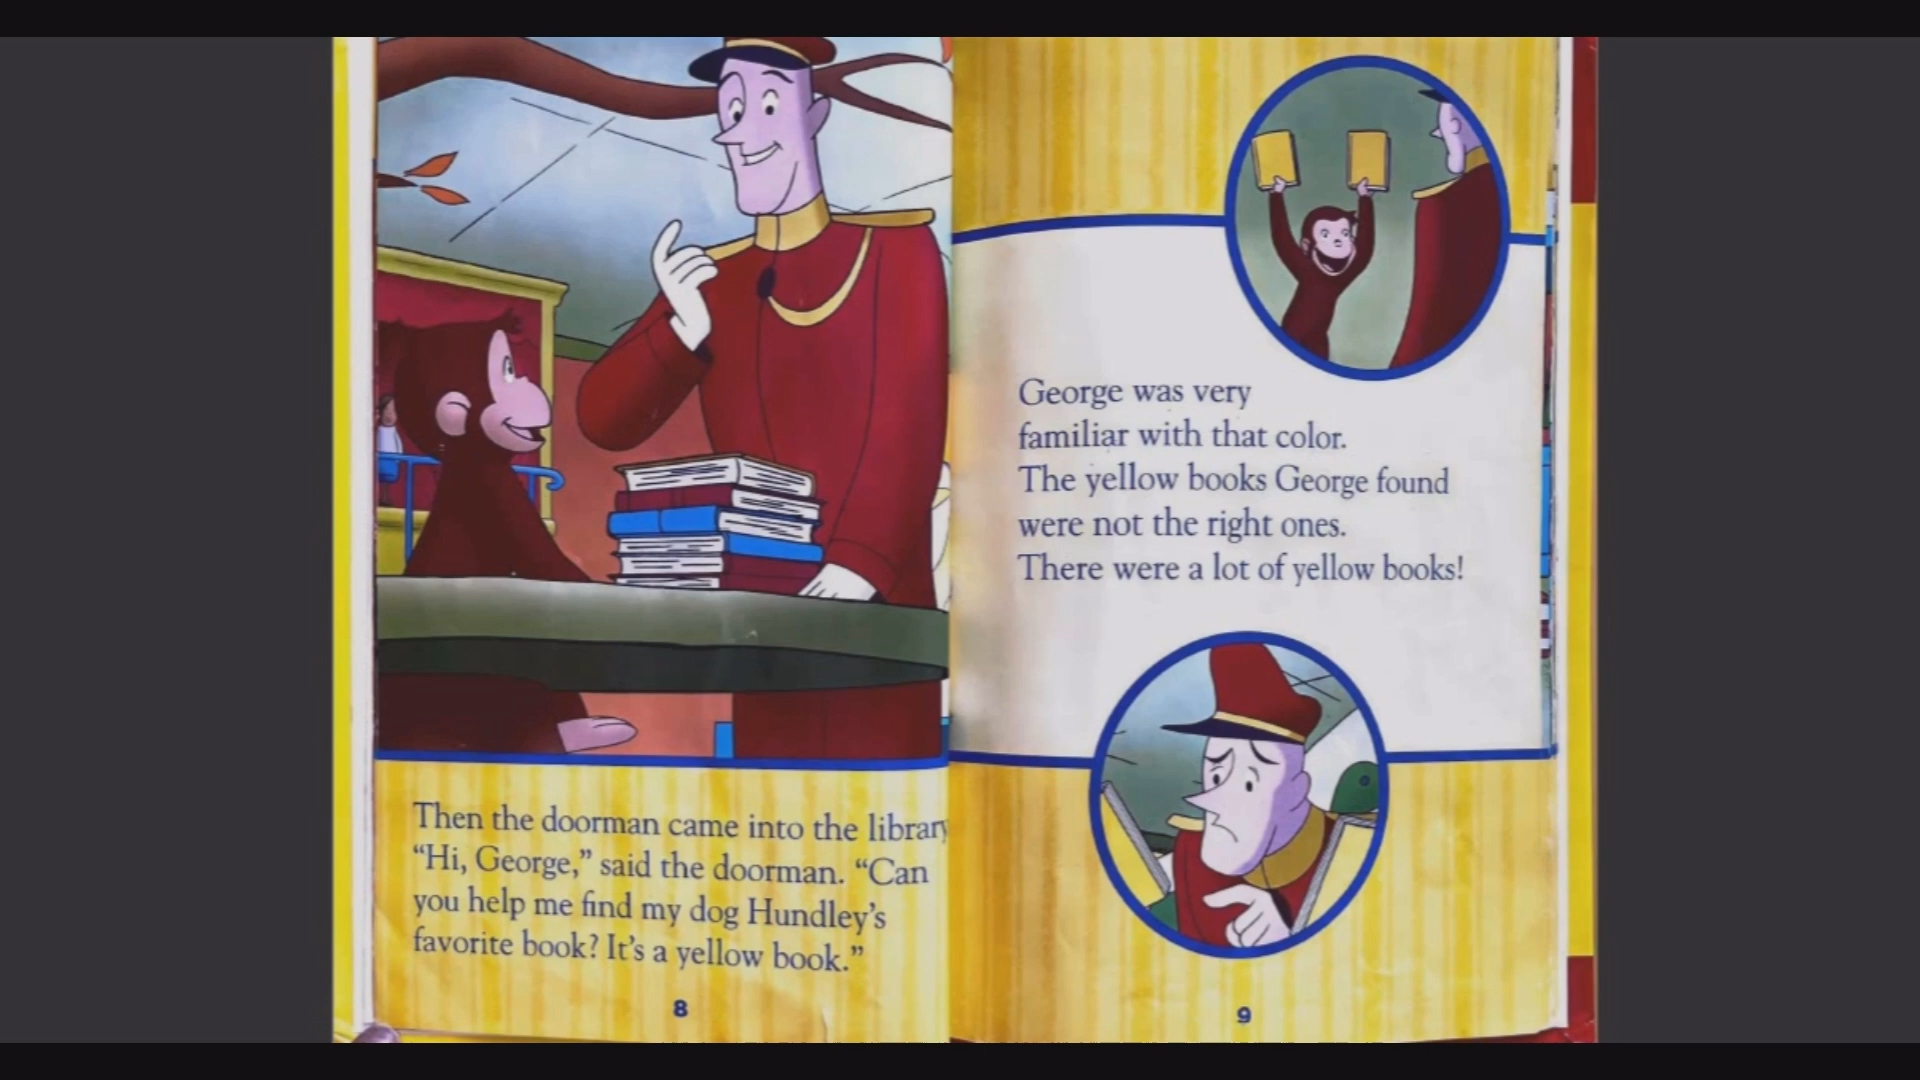 Then the doorman came into the library
“Hi, George,” said the doorman. “Can
you help me find my dog Hundley’s
favorite book? It’s a yellow book.”
8
George was very
familiar with that color.
The yellow books George found
were not the right ones.
There were a lot of yellow books!
9